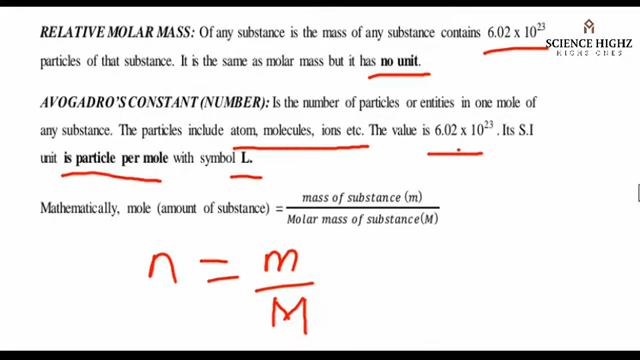 RELATIVE MOLAR MASS: Of any substance is the mass of any substance contains 6.02 x 10²³
particles of that substance. It is the same as molar mass but it has no unit.
SCIENCE HIGHZ
HIGHS ONES
AVOGADRO'S CONSTANT (NUMBER): Is the number of particles or entities in one mole of
any substance. The particles include atom, molecules, ions etc. The value is 6.02 x 10²³. Its S.I
unit is particle per mole with symbol L.
Mathematically, mole (amount of substance) = mass of substance (m) / Molar mass of substance(M)
n = m / M